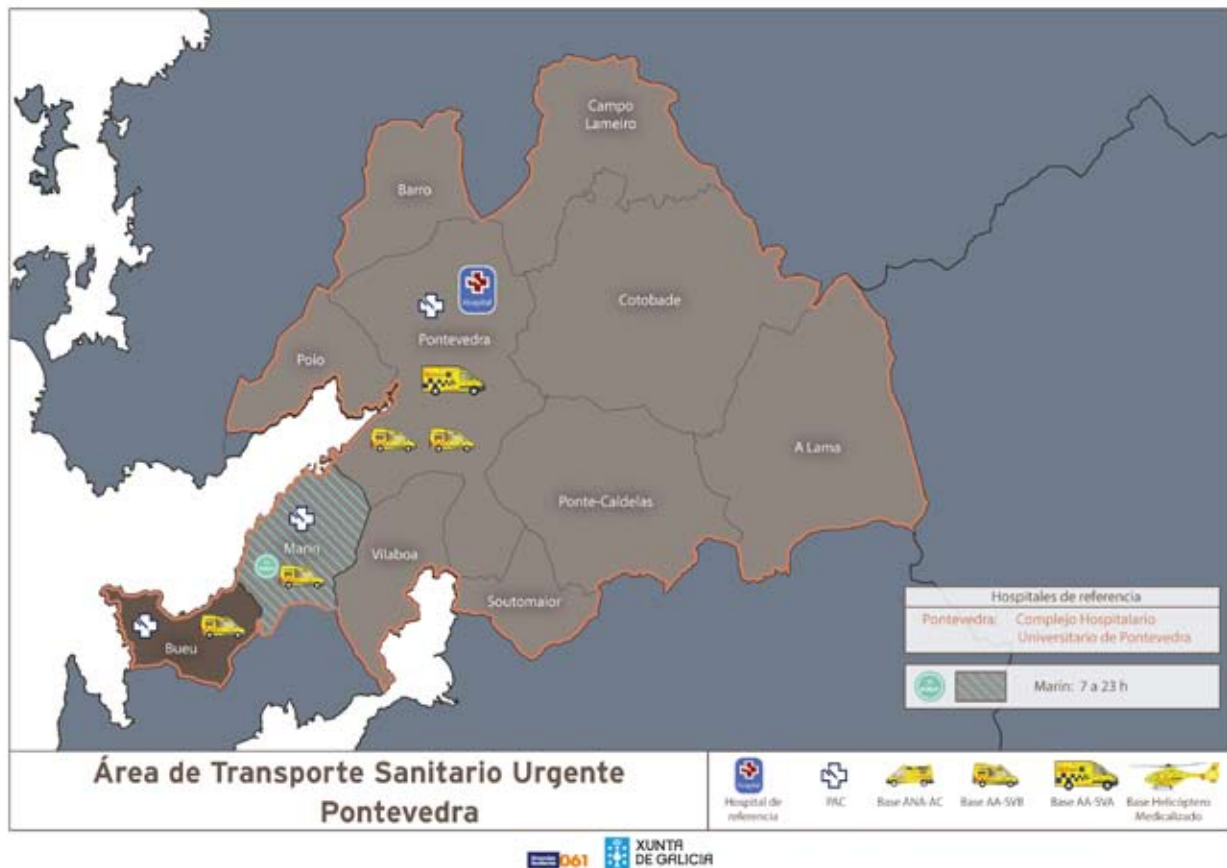 Campo
Lameiro
Barro
Hospital
Cotobade
Pontevedra
Poio
A Lama
Ponte-Caldelas
Marín
Vilaboa
Soutomaior
Bueu
Hospitales de referencia
Pontevedra: Complejo Hospitalario
Universitario de Pontevedra
Marín: 7 a 23 h
Área de Transporte Sanitario Urgente
Pontevedra
Hospital
Hospital de
referencia
PAC
Base ANA-AC
Base AA-SVB
Base AA-SVA
Base Helicóptero
Medicalizado
061
XUNTA
DE GALICIA